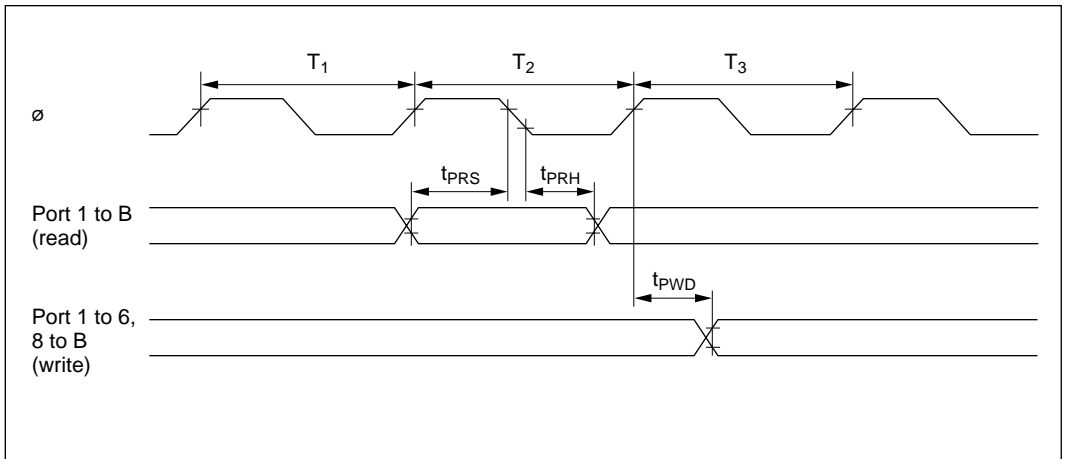 T1 T2 T3
ø
tPRS tPRH
Port 1 to B
(read)
tPWD
Port 1 to 6,
8 to B
(write)